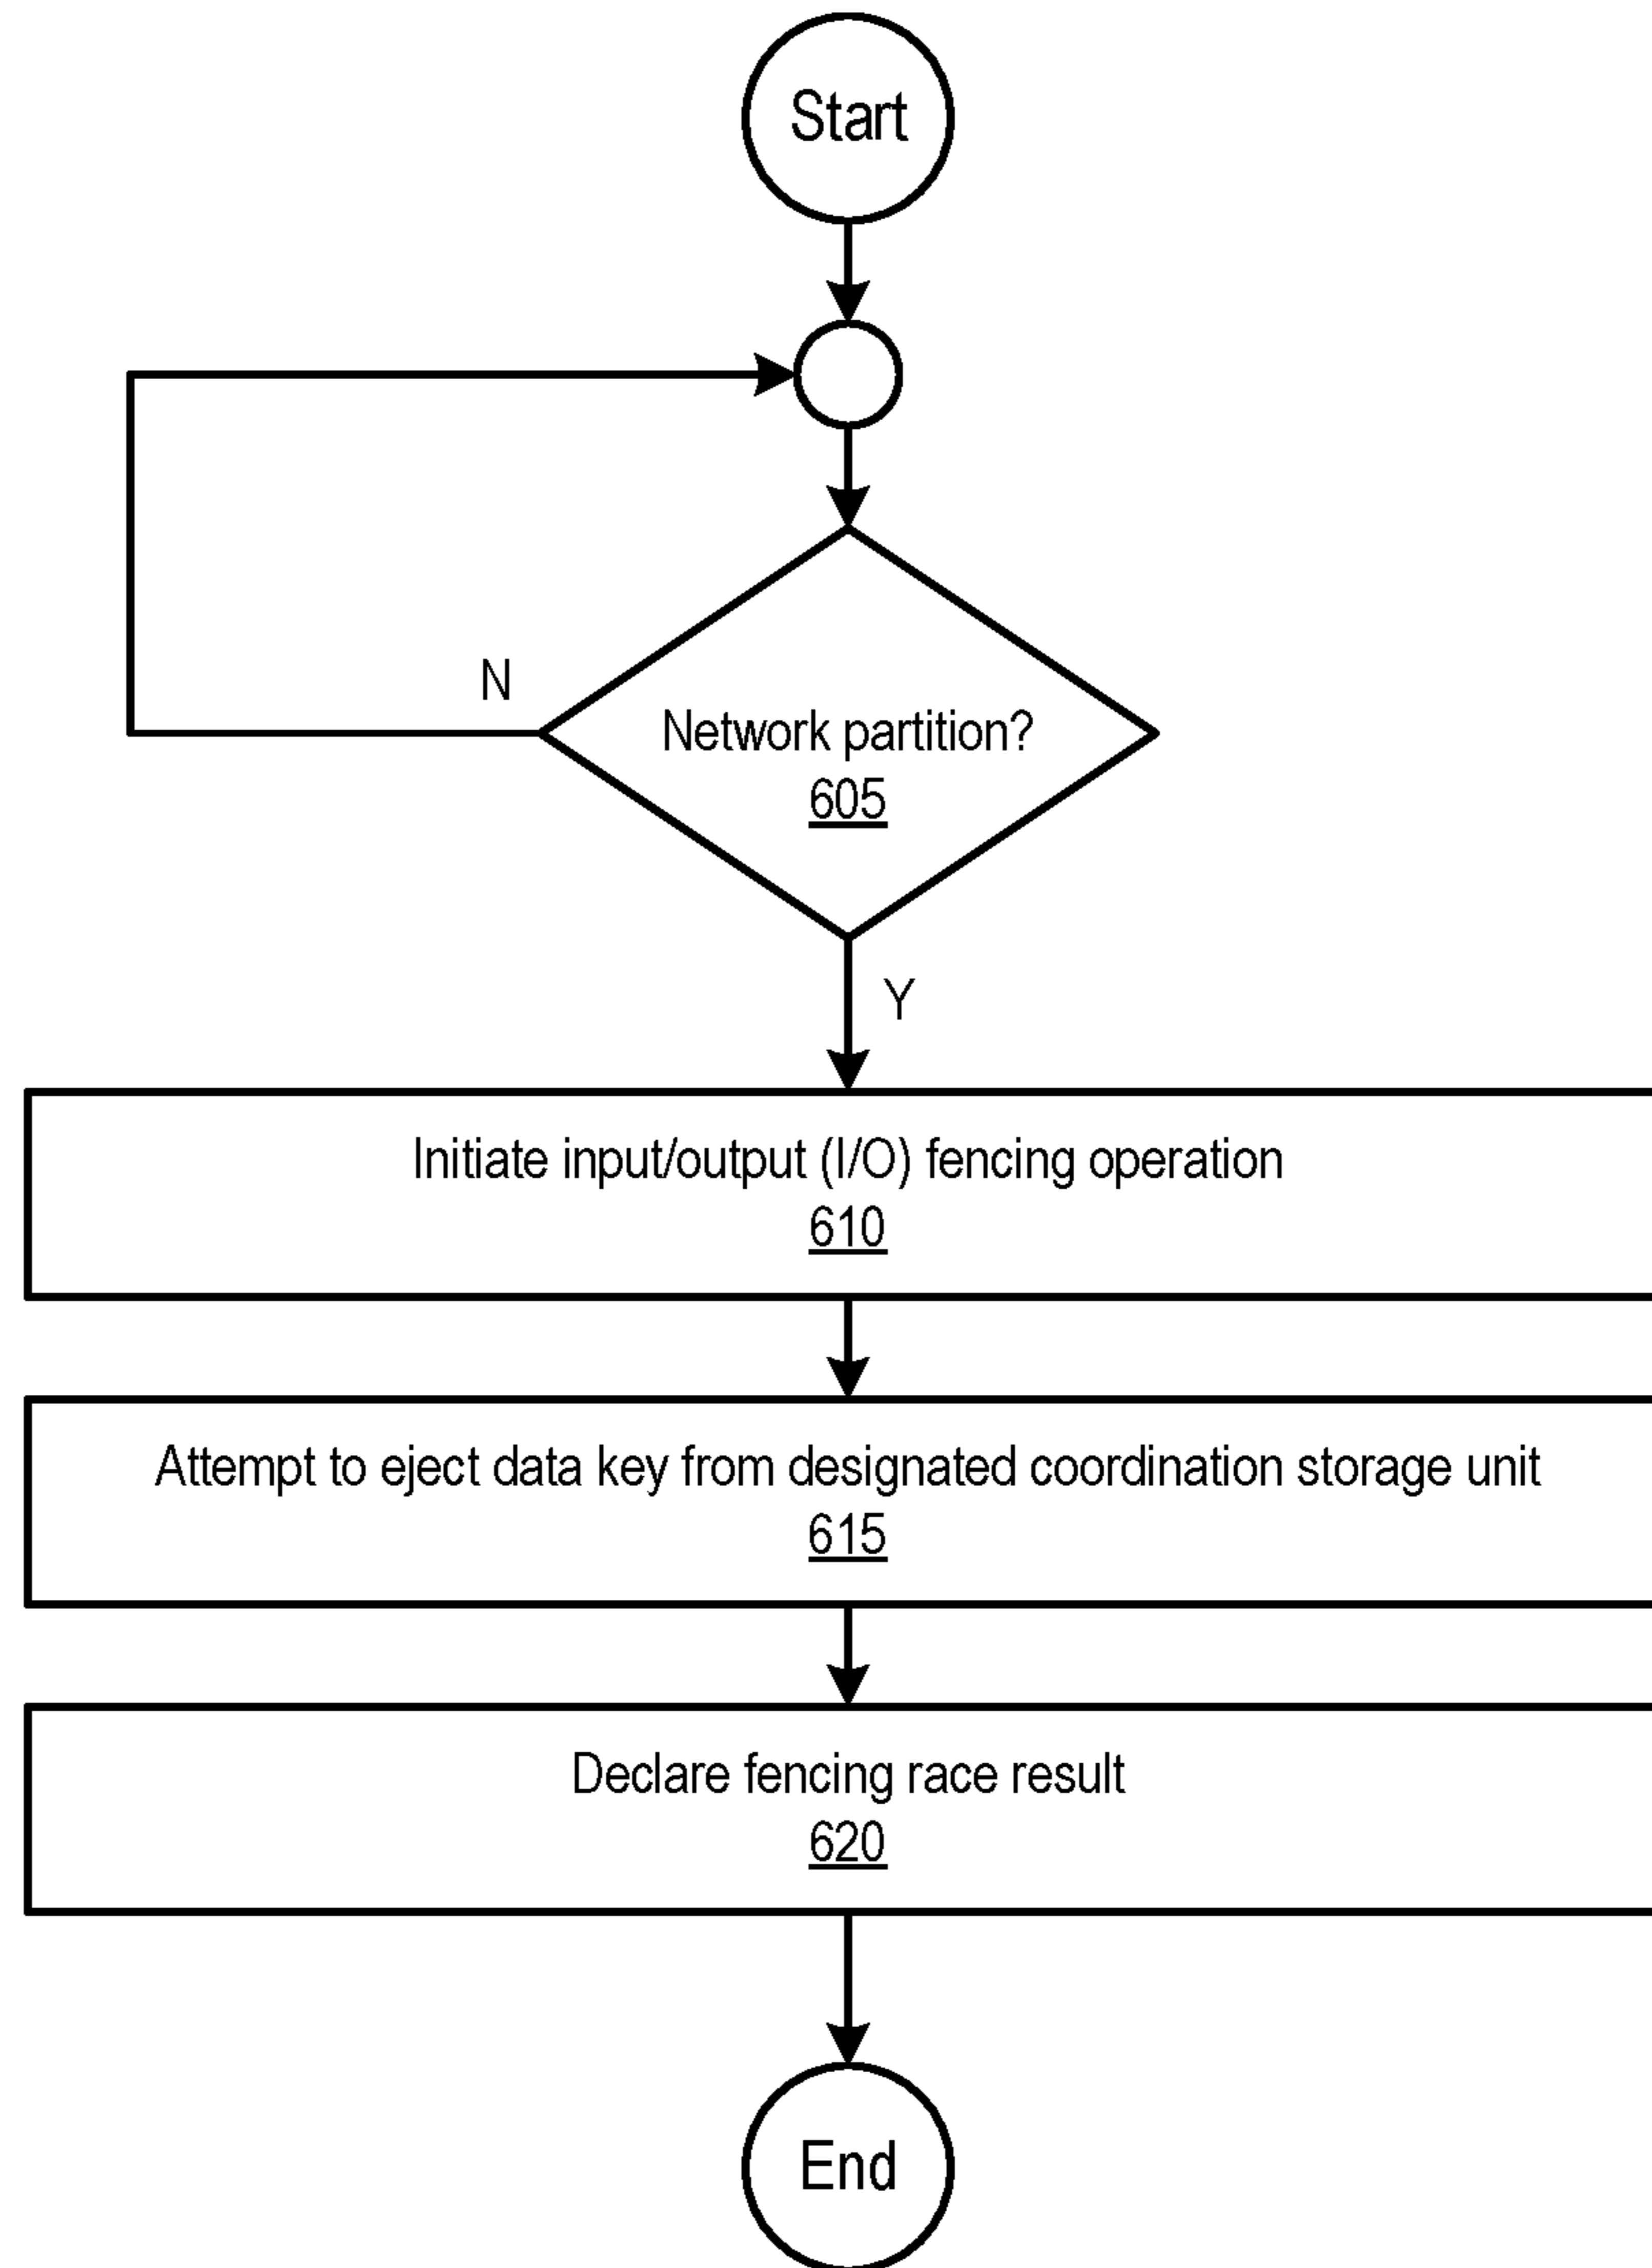 Start
N
Network partition?
605
Y
Initiate input/output (I/O) fencing operation
610
Attempt to eject data key from designated coordination storage unit
615
Declare fencing race result
620
End